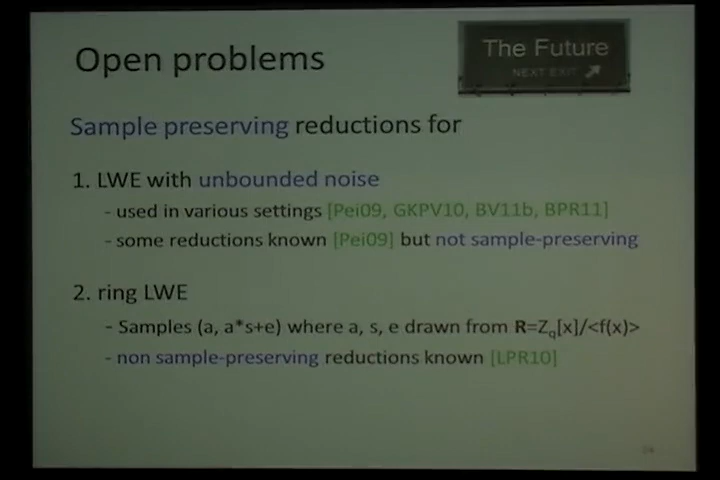 Open problems
The Future
NEXT EXIT
Sample preserving reductions for
1. LWE with unbounded noise
- used in various settings [Pei09, GKPV10, BV11b, BPR11]
- some reductions known [Pei09] but not sample-preserving
2. ring LWE
- Samples (a, a*s+e) where a, s, e drawn from R=Zq[x]/<f(x)>
- non sample-preserving reductions known [LPR10]